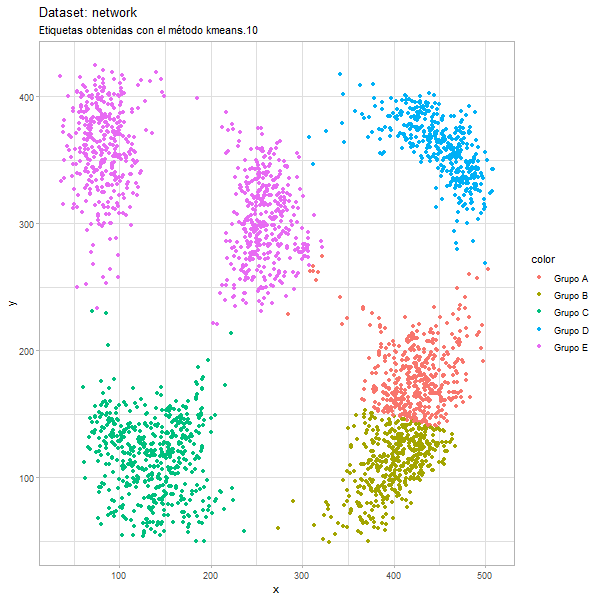 Dataset: network
Etiquetas obtenidas con el método kmeans.10
400
300
200
100
y
100
200
300
400
500
x
color
Grupo A
Grupo B
Grupo C
Grupo D
Grupo E